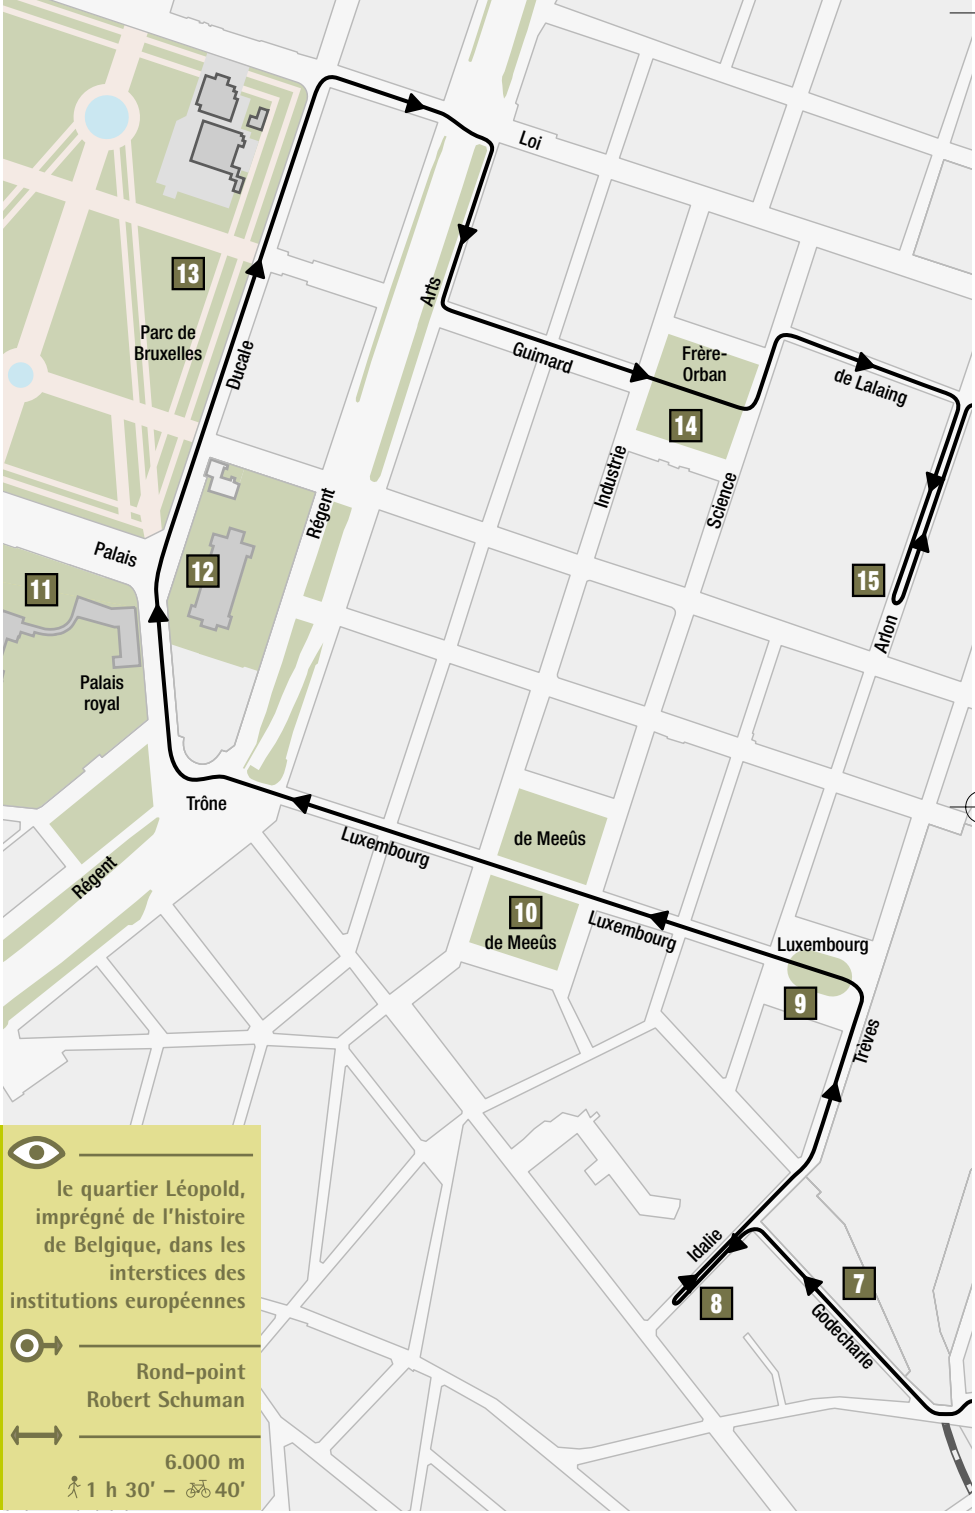 Loi
13
Arts
Parc de
Bruxelles
Ducale
Guimard
Frère-
Orban
de Lalaing
14
Industrie
Science
Régent
Palais
12
11
15
Arlon
Palais
royal
Trône
Luxembourg
de Meeûs
Régent
10
de Meeûs
Luxembourg
Luxembourg
9
Trèves
Idalie
7
8
Godecharle
le quartier Léopold,
imprégné de l'histoire
de Belgique, dans les
interstices des
institutions européennes
Rond-point
Robert Schuman
6.000 m
1 h 30' – 40'